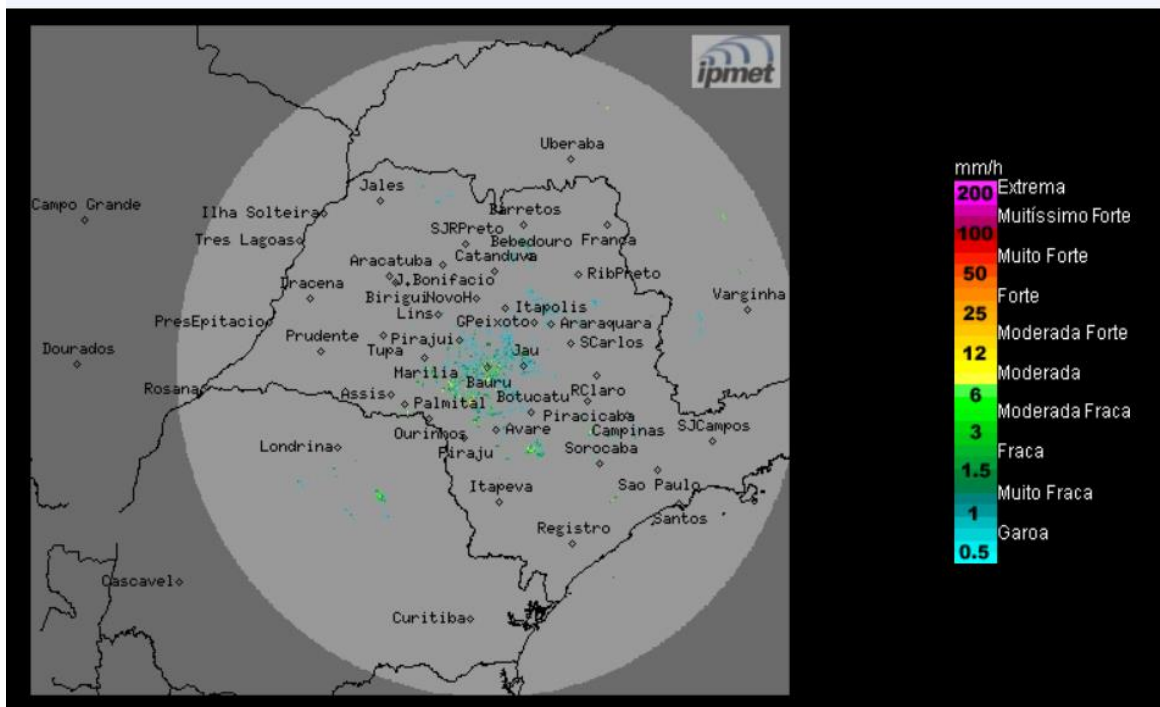 ipmet
Uberaba
Jales
Campo Grande
Ilha Solteira
Barretos
SJRPreto
Tres Lagoas
Bebedouro Franca
Catanduva
Aracatuba
RibPreto
J.Bonifacio
Dracena
BiriguiNovoH
Varginha
Itapolis
Lins
PresEpitacio
GPeixoto
Araraquara
Prudente
Pirajui
SCarlos
Dourados
Tupa
Jau
Marilia
Bauru
RClaro
Rosana
Assis
Palmital
Botucatu
Piracicaba
Ourinhos
Avare
Campinas
SJCampos
Londrina
Piraju
Sorocaba
Itapeva
Sao Paulo
Santos
Registro
Cascavel
Curitiba
mm/h
200 Extrema
Muitíssimo Forte
100
Muito Forte
50
Forte
25
Moderada Forte
12
Moderada
6
Moderada Fraca
3
Fraca
1.5
Muito Fraca
1
Garoa
0.5